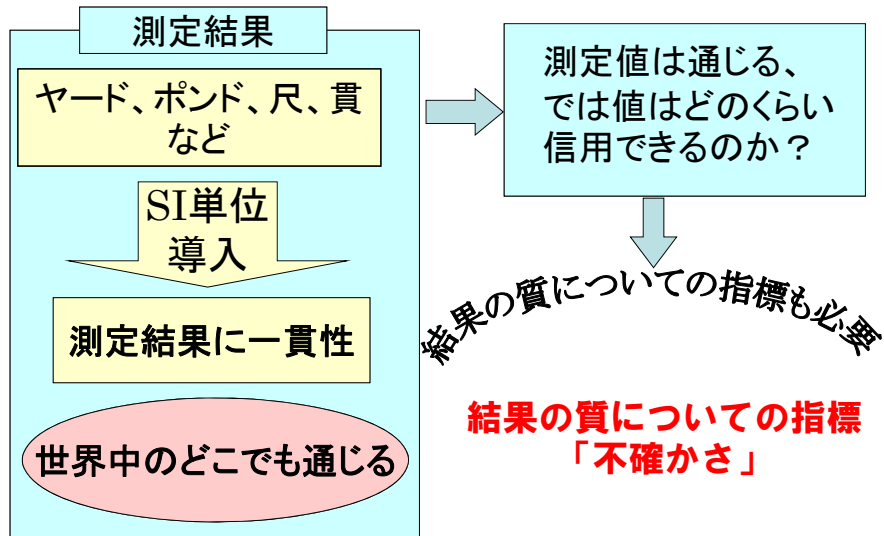 測定結果
ヤード、ポンド、尺、貫
など
SI単位
導入
測定結果に一貫性
世界中のどこでも通じる
測定値は通じる、
では値はどのくらい
信用できるのか？
結果の質についての指標も必要
結果の質についての指標
「不確かさ」